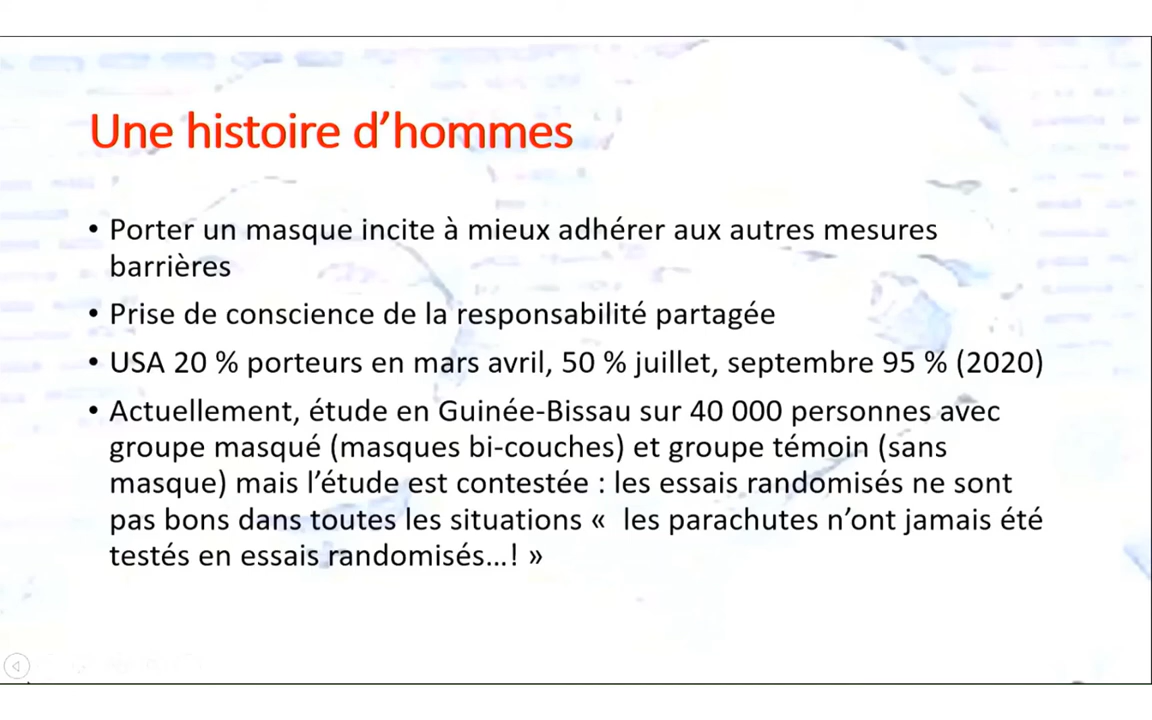 Une histoire d’hommes
• Porter un masque incite à mieux adhérer aux autres mesures
barrières
• Prise de conscience de la responsabilité partagée
• USA 20 % porteurs en mars avril, 50 % juillet, septembre 95 % (2020)
• Actuellement, étude en Guinée-Bissau sur 40 000 personnes avec
groupe masqué (masques bi-couches) et groupe témoin (sans
masque) mais l’étude est contestée : les essais randomisés ne sont
pas bons dans toutes les situations «  les parachutes n’ont jamais été
testés en essais randomisés...! »